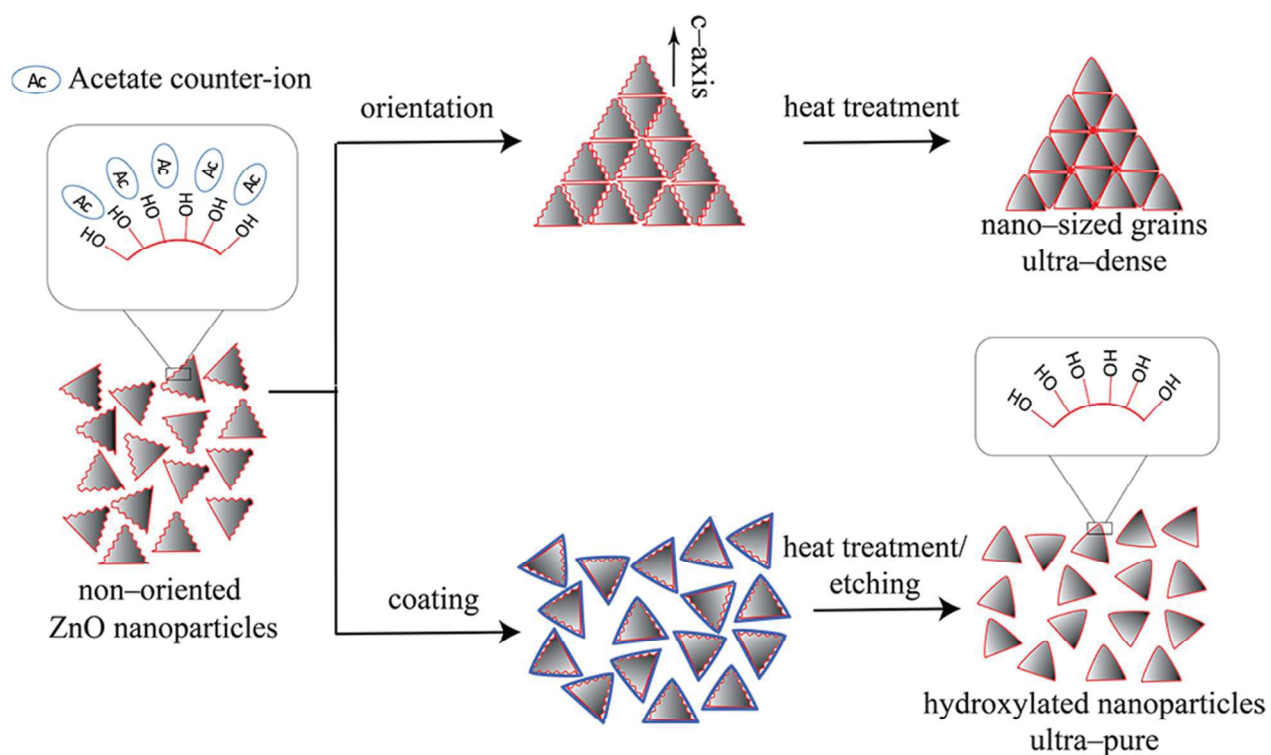 c–axis
Ac Acetate counter-ion
orientation
heat treatment
Ac Ac Ac Ac Ac
HO HO HO HO OH OH
nano–sized grains
ultra–dense
HO HO HO HO OH OH
non–oriented
ZnO nanoparticles
coating
heat treatment/
etching
hydroxylated nanoparticles
ultra–pure